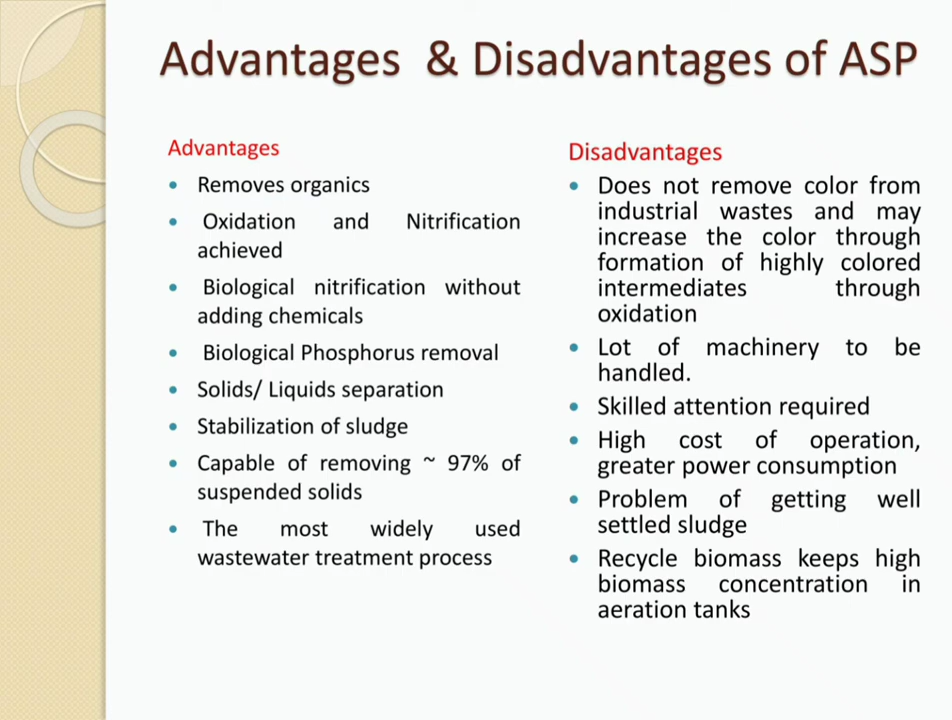 Advantages & Disadvantages of ASP
Advantages
• Removes organics
• Oxidation and Nitrification
achieved
• Biological nitrification without
adding chemicals
• Biological Phosphorus removal
• Solids/ Liquids separation
• Stabilization of sludge
• Capable of removing ~ 97% of
suspended solids
• The most widely used
wastewater treatment process
Disadvantages
• Does not remove color from
industrial wastes and may
increase the color through
formation of highly colored
intermediates through
oxidation
• Lot of machinery to be
handled.
• Skilled attention required
• High cost of operation,
greater power consumption
• Problem of getting well
settled sludge
• Recycle biomass keeps high
biomass concentration in
aeration tanks